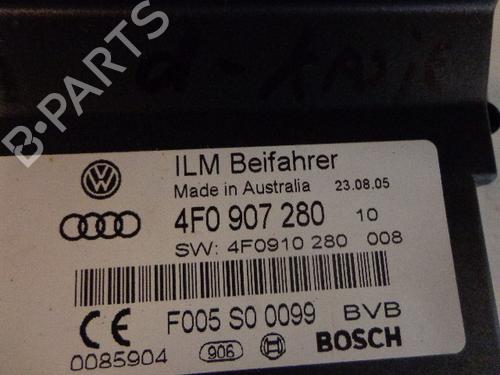 B-PARTS
ILM Beifahrer
Made in Australia 23.08.05
4F0 907 280 10
SW: 4F0910 280 008
F005 S0 0099 BVB
0085904 906 BOSCH